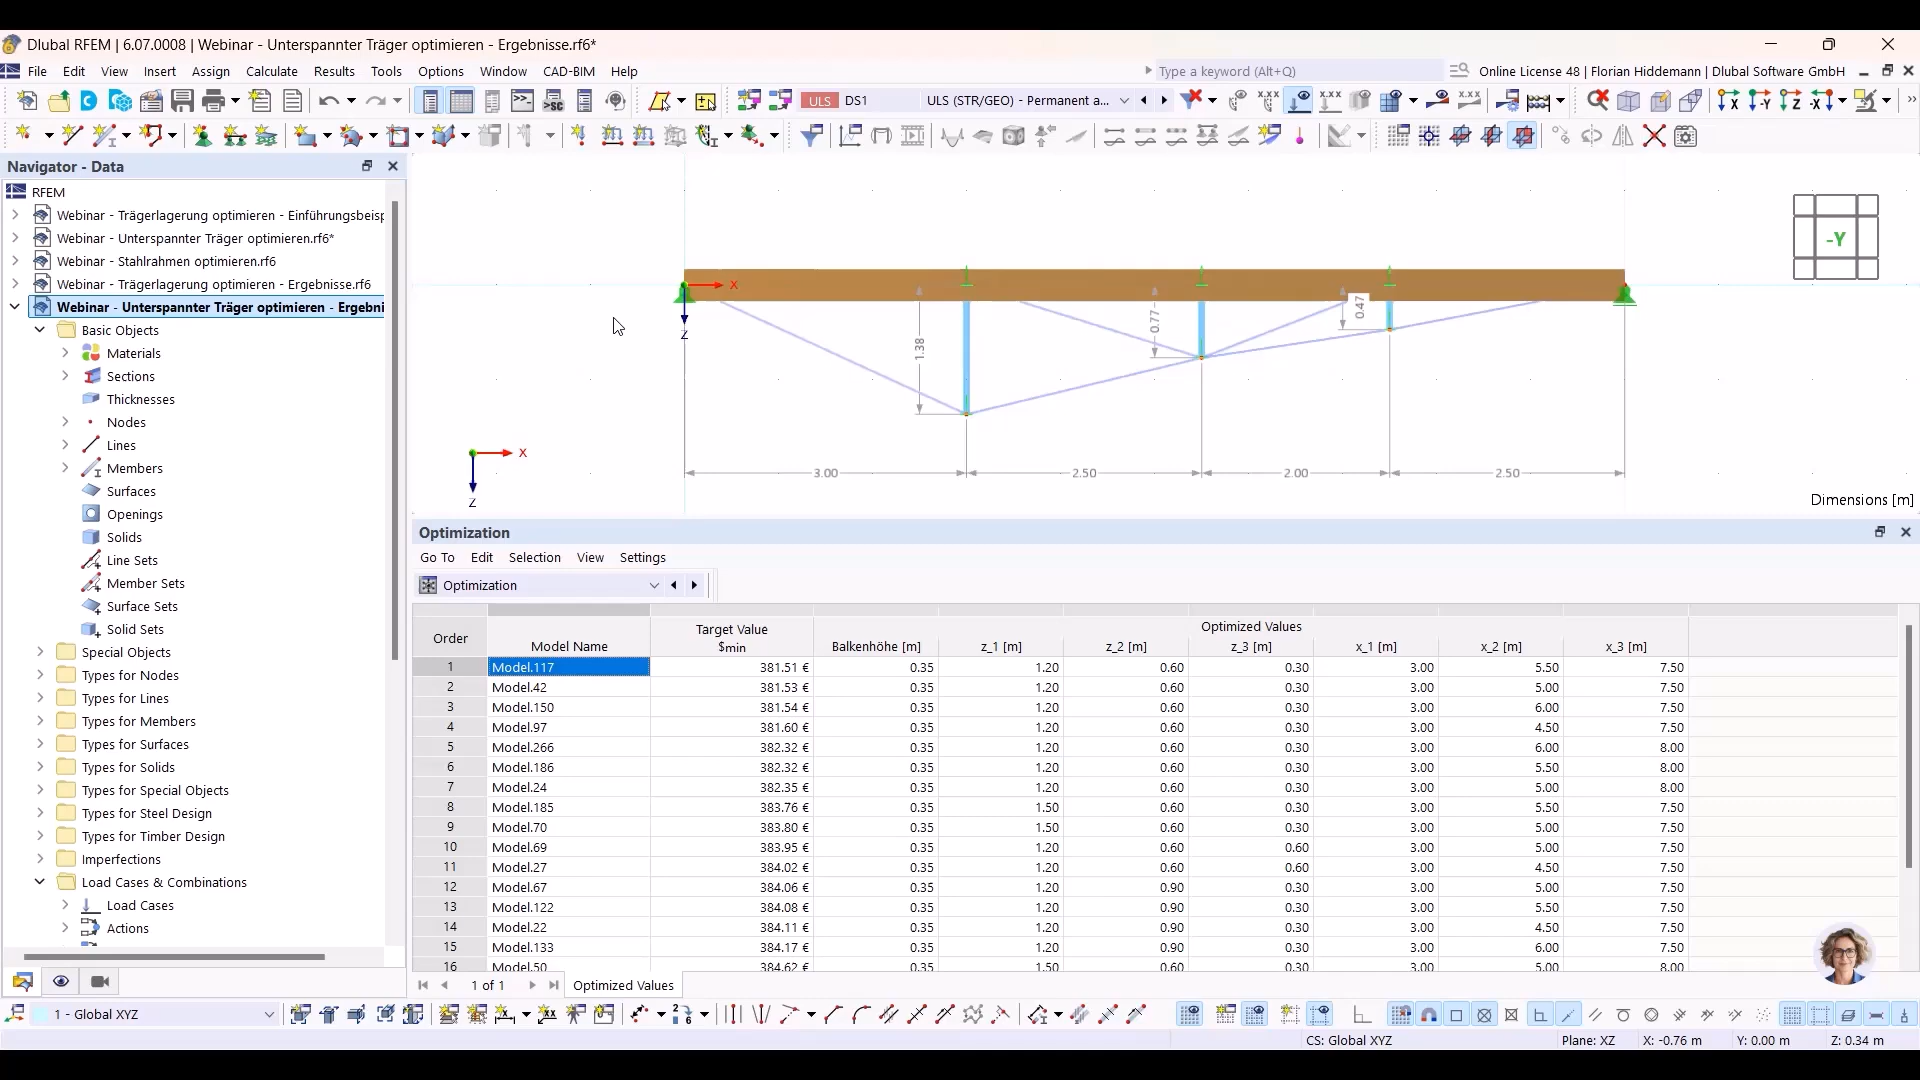 Dlubal RFEM | 6.07.0008 | Webinar - Unterspannter Träger optimieren - Ergebnisse.rf6*
File Edit View Insert Assign Calculate Results Tools Options Window CAD-BIM Help
Type a keyword (Alt+Q)
Online License 48 | Florian Hiddemann | Dlubal Software GmbH
ULS DS1 ULS (STR/GEO) - Permanent a...
Navigator - Data
RFEM
Webinar - Trägerlagerung optimieren - Einführungsbeisp
Webinar - Unterspannter Träger optimieren.rf6*
Webinar - Stahlrahmen optimieren.rf6
Webinar - Trägerlagerung optimieren - Ergebnisse.rf6
Webinar - Unterspannter Träger optimieren - Ergebni
Basic Objects
Materials
Sections
Thicknesses
Nodes
Lines
Members
Surfaces
Openings
Solids
Line Sets
Member Sets
Surface Sets
Solid Sets
Special Objects
Types for Nodes
Types for Lines
Types for Members
Types for Surfaces
Types for Solids
Types for Special Objects
Types for Steel Design
Types for Timber Design
Imperfections
Load Cases & Combinations
Load Cases
Actions
1 - Global XYZ
X
Z
1.38
0.77
0.47
-Y
X
Z
3.00 2.50 2.00 2.50
Dimensions [m]
Optimization
Go To Edit Selection View Settings
Optimization
Order Model Name Target Value $min Optimized Values
Balkenhöhe [m] z_1 [m] z_2 [m] z_3 [m] x_1 [m] x_2 [m] x_3 [m]
1 Model.117 381.51 € 0.35 1.20 0.60 0.30 3.00 5.50 7.50
2 Model.42 381.53 € 0.35 1.20 0.60 0.30 3.00 5.00 7.50
3 Model.150 381.54 € 0.35 1.20 0.60 0.30 3.00 6.00 7.50
4 Model.97 381.60 € 0.35 1.20 0.60 0.30 3.00 4.50 7.50
5 Model.266 382.32 € 0.35 1.20 0.60 0.30 3.00 6.00 8.00
6 Model.186 382.32 € 0.35 1.20 0.60 0.30 3.00 5.50 8.00
7 Model.24 382.35 € 0.35 1.20 0.60 0.30 3.00 5.00 8.00
8 Model.185 383.76 € 0.35 1.50 0.60 0.30 3.00 5.50 7.50
9 Model.70 383.80 € 0.35 1.50 0.60 0.30 3.00 5.00 7.50
10 Model.69 383.95 € 0.35 1.20 0.60 0.60 3.00 5.00 7.50
11 Model.27 384.02 € 0.35 1.20 0.60 0.60 3.00 4.50 7.50
12 Model.67 384.06 € 0.35 1.20 0.90 0.30 3.00 5.00 7.50
13 Model.122 384.08 € 0.35 1.20 0.90 0.30 3.00 5.50 7.50
14 Model.22 384.11 € 0.35 1.20 0.90 0.30 3.00 4.50 7.50
15 Model.133 384.17 € 0.35 1.20 0.90 0.30 3.00 6.00 7.50
16 Model.50 384.62 € 0.35 1.50 0.60 0.30 3.00 5.00 8.00
1 of 1 Optimized Values
CS: Global XYZ Plane: XZ X: -0.76 m Y: 0.00 m Z: 0.34 m